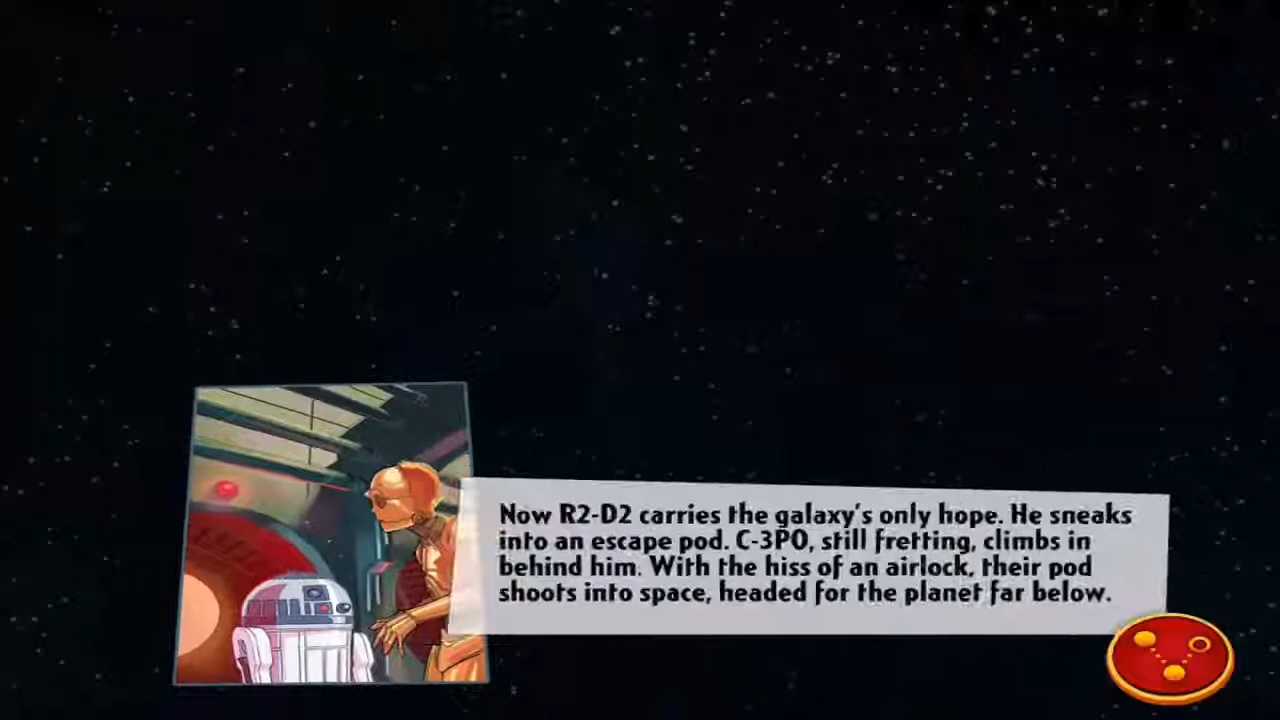 Now R2-D2 carries the galaxy's only hope. He sneaks
into an escape pod. C-3PO, still fretting, climbs in
behind him. With the hiss of an airlock, their pod
shoots into space, headed for the planet far below.